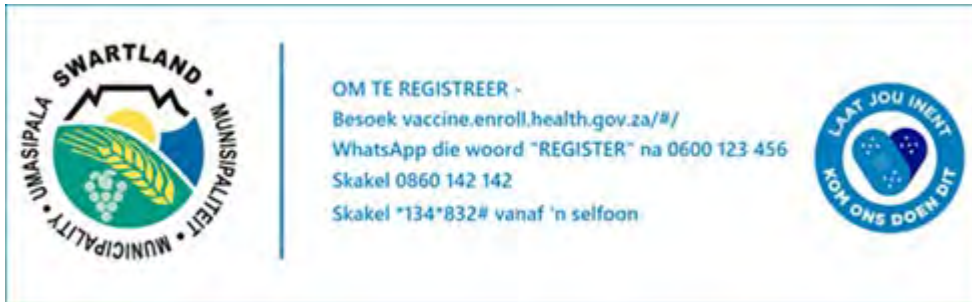 SWARTLAND • MUNISIPALITEIT • MUNICIPALITY • UMASIPALA
OM TE REGISTREER -
Besoek vaccine.enroll.health.gov.za/#/
WhatsApp die woord "REGISTER" na 0600 123 456
Skakel 0860 142 142
Skakel *134*832# vanaf 'n selfoon
LAAT JOU INENT
KOM ONS DOEN DIT